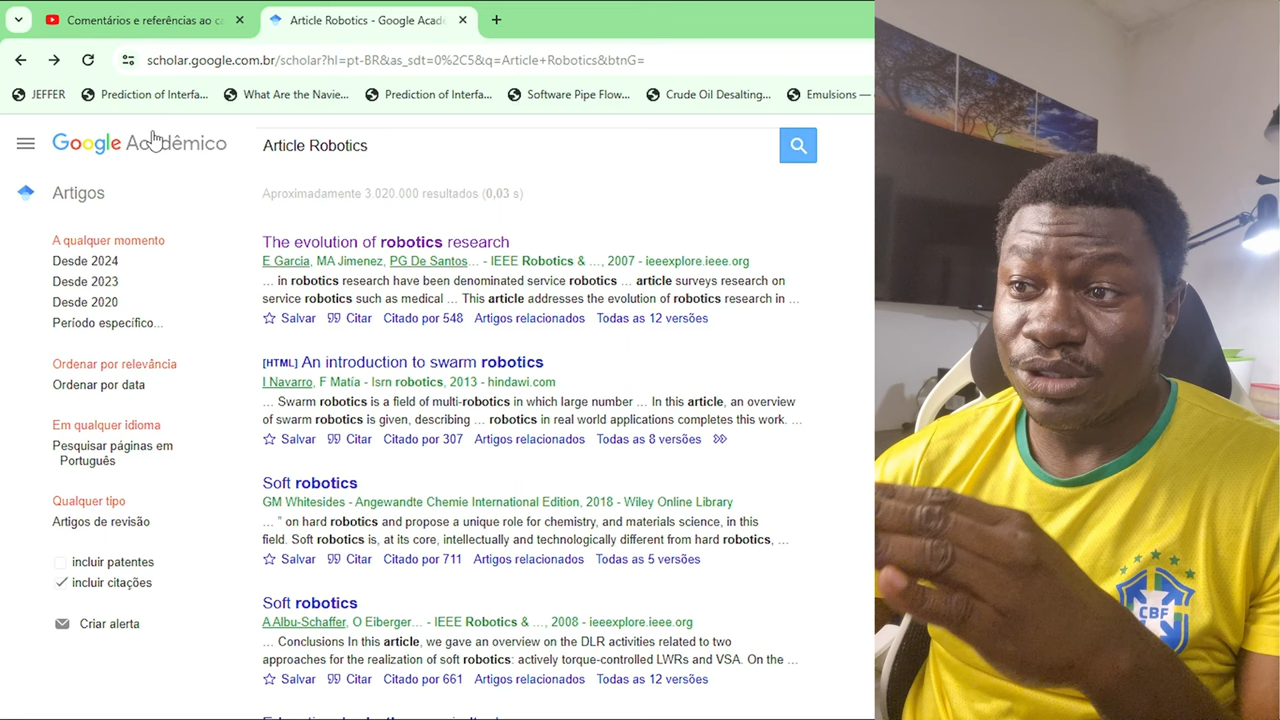 Comentários e referências ao ca
Article Robotics - Google Acadê
scholar.google.com.br/scholar?hl=pt-BR&as_sdt=0%2C5&q=Article+Robotics&btnG=
JEFFER
Prediction of Interfa...
What Are the Navie...
Prediction of Interfa...
Software Pipe Flow...
Crude Oil Desalting...
Emulsions —
Google Acadêmico
Article Robotics
Artigos
Aproximadamente 3.020.000 resultados (0,03 s)
A qualquer momento
Desde 2024
Desde 2023
Desde 2020
Período específico...
Ordenar por relevância
Ordenar por data
Em qualquer idioma
Pesquisar páginas em
Português
Qualquer tipo
Artigos de revisão
incluir patentes
incluir citações
Criar alerta
The evolution of robotics research
E Garcia, MA Jimenez, PG De Santos… - IEEE Robotics & …, 2007 - ieeexplore.ieee.org
… in robotics research have been denominated service robotics … article surveys research on
service robotics such as medical … This article addresses the evolution of robotics research in …
Salvar Citar Citado por 548 Artigos relacionados Todas as 12 versões
[HTML] An introduction to swarm robotics
I Navarro, F Matía - Isrn robotics, 2013 - hindawi.com
… Swarm robotics is a field of multi-robotics in which large number … In this article, an overview
of swarm robotics is given, describing … robotics in real world applications completes this work. …
Salvar Citar Citado por 307 Artigos relacionados Todas as 8 versões
Soft robotics
GM Whitesides - Angewandte Chemie International Edition, 2018 - Wiley Online Library
… " on hard robotics and propose a unique role for chemistry, and materials science, in this
field. Soft robotics is, at its core, intellectually and technologically different from hard robotics, …
Salvar Citar Citado por 711 Artigos relacionados Todas as 5 versões
Soft robotics
A Albu-Schaffer, O Eiberger… - IEEE Robotics & …, 2008 - ieeexplore.ieee.org
… Conclusions In this article, we gave an overview on the DLR activities related to two
approaches for the realization of soft robotics: actively torque-controlled LWRs and VSA. On the …
Salvar Citar Citado por 661 Artigos relacionados Todas as 12 versões
CBF